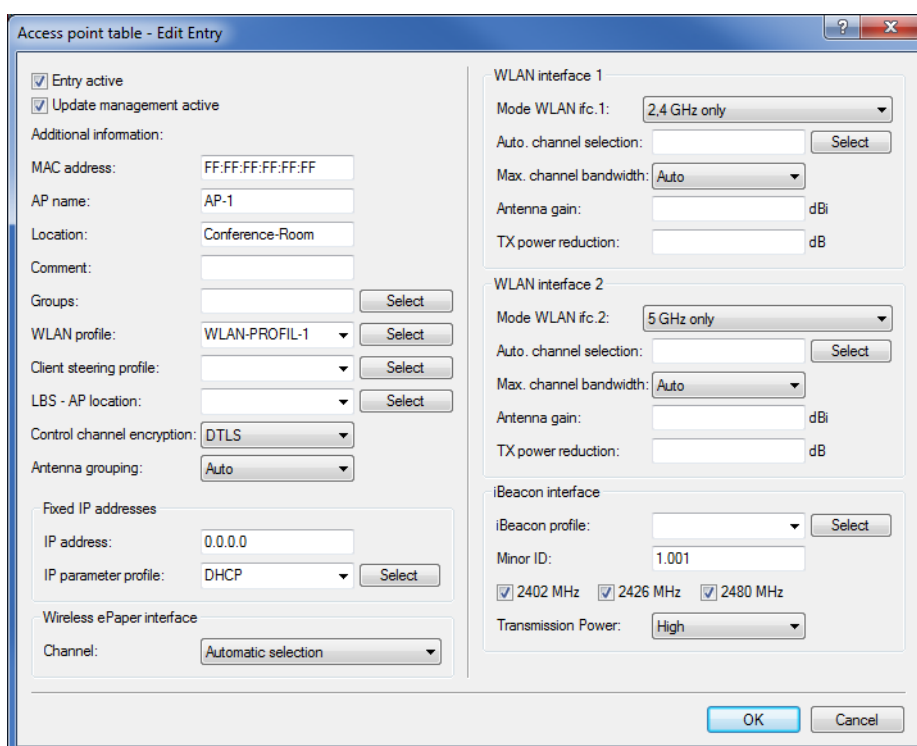 Access point table - Edit Entry
Entry active
Update management active
Additional information:
MAC address: FF:FF:FF:FF:FF:FF
AP name: AP-1
Location: Conference-Room
Comment:
Groups: Select
WLAN profile: WLAN-PROFIL-1 Select
Client steering profile: Select
LBS - AP location: Select
Control channel encryption: DTLS
Antenna grouping: Auto
Fixed IP addresses
IP address: 0.0.0.0
IP parameter profile: DHCP Select
Wireless ePaper interface
Channel: Automatic selection
WLAN interface 1
Mode WLAN ifc.1: 2,4 GHz only
Auto. channel selection: Select
Max. channel bandwidth: Auto
Antenna gain: dBi
TX power reduction: dB
WLAN interface 2
Mode WLAN ifc.2: 5 GHz only
Auto. channel selection: Select
Max. channel bandwidth: Auto
Antenna gain: dBi
TX power reduction: dB
iBeacon interface
iBeacon profile: Select
Minor ID: 1.001
2402 MHz 2426 MHz 2480 MHz
Transmission Power: High
OK Cancel